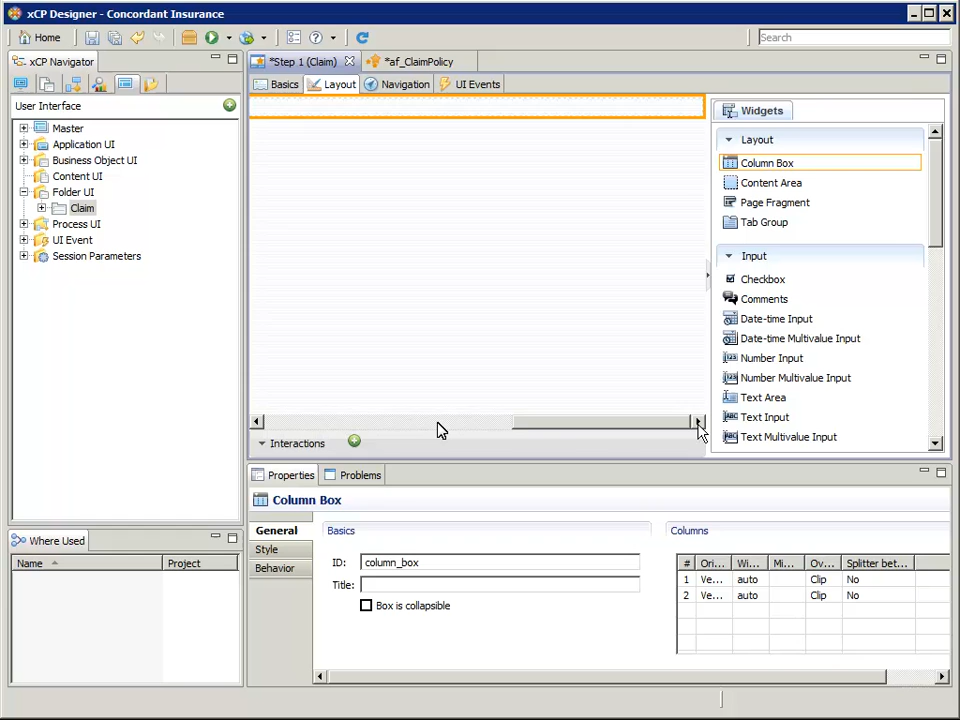 xCP Designer - Concordant Insurance
Home
Search
xCP Navigator
User Interface
Master
Application UI
Business Object UI
Content UI
Folder UI
Claim
Process UI
UI Event
Session Parameters
*Step 1 (Claim)
*af_ClaimPolicy
Basics
Layout
Navigation
UI Events
Widgets
Layout
Column Box
Content Area
Page Fragment
Tab Group
Input
Checkbox
Comments
Date-time Input
Date-time Multivalue Input
Number Input
Number Multivalue Input
Text Area
Text Input
Text Multivalue Input
Interactions
Where Used
Name
Project
Properties
Problems
Column Box
General
Style
Behavior
Basics
ID: column_box
Title:
Box is collapsible
Columns
# Ori... Wi... Mi... Ov... Splitter bet...
1 Ve... auto Clip No
2 Ve... auto Clip No